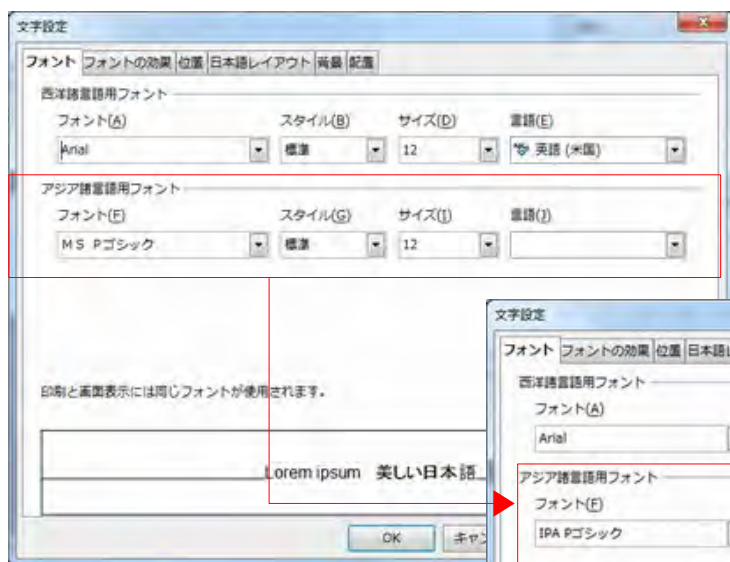 文字設定
フォント フォントの効果 位置 日本語レイアウト 背景 配置
西洋諸言語用フォント
フォント(A) スタイル(B) サイズ(D) 言語(E)
Arial 標準 12 英語 (米国)
アジア諸言語用フォント
フォント(F) スタイル(G) サイズ(I) 言語(J)
MS Pゴシック 標準 12
印刷と画面表示には同じフォントが使用されます。
Lorem ipsum 美しい日本語
OK キャン
文字設定
フォント フォントの効果 位置 日本語レ
西洋諸言語用フォント
フォント(A)
Arial
アジア諸言語用フォント
フォント(F)
IPA Pゴシック